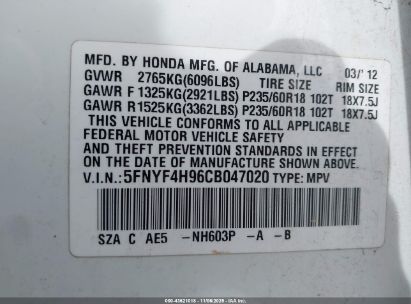 MFD. BY HONDA MFG. OF ALABAMA, LLC 03/'12
GVWR 2765KG(6096LBS) TIRE SIZE RIM SIZE
GAWR F 1325KG(2921LBS) P235/60R18 102T 18X7.5J
GAWR R1525KG(3362LBS) P235/60R18 102T 18X7.5J
THIS VEHICLE CONFORMS TO ALL APPLICABLE
FEDERAL MOTOR VEHICLE SAFETY
AND THEFT PREVENTION STANDARDS IN EFFECT
ON THE DATE OF MANUFACTURE SHOWN ABOVE.
V.I.N.:5FNYF4H96CB047020 TYPE: MPV
SZA C AE5 -NH603P -A -B